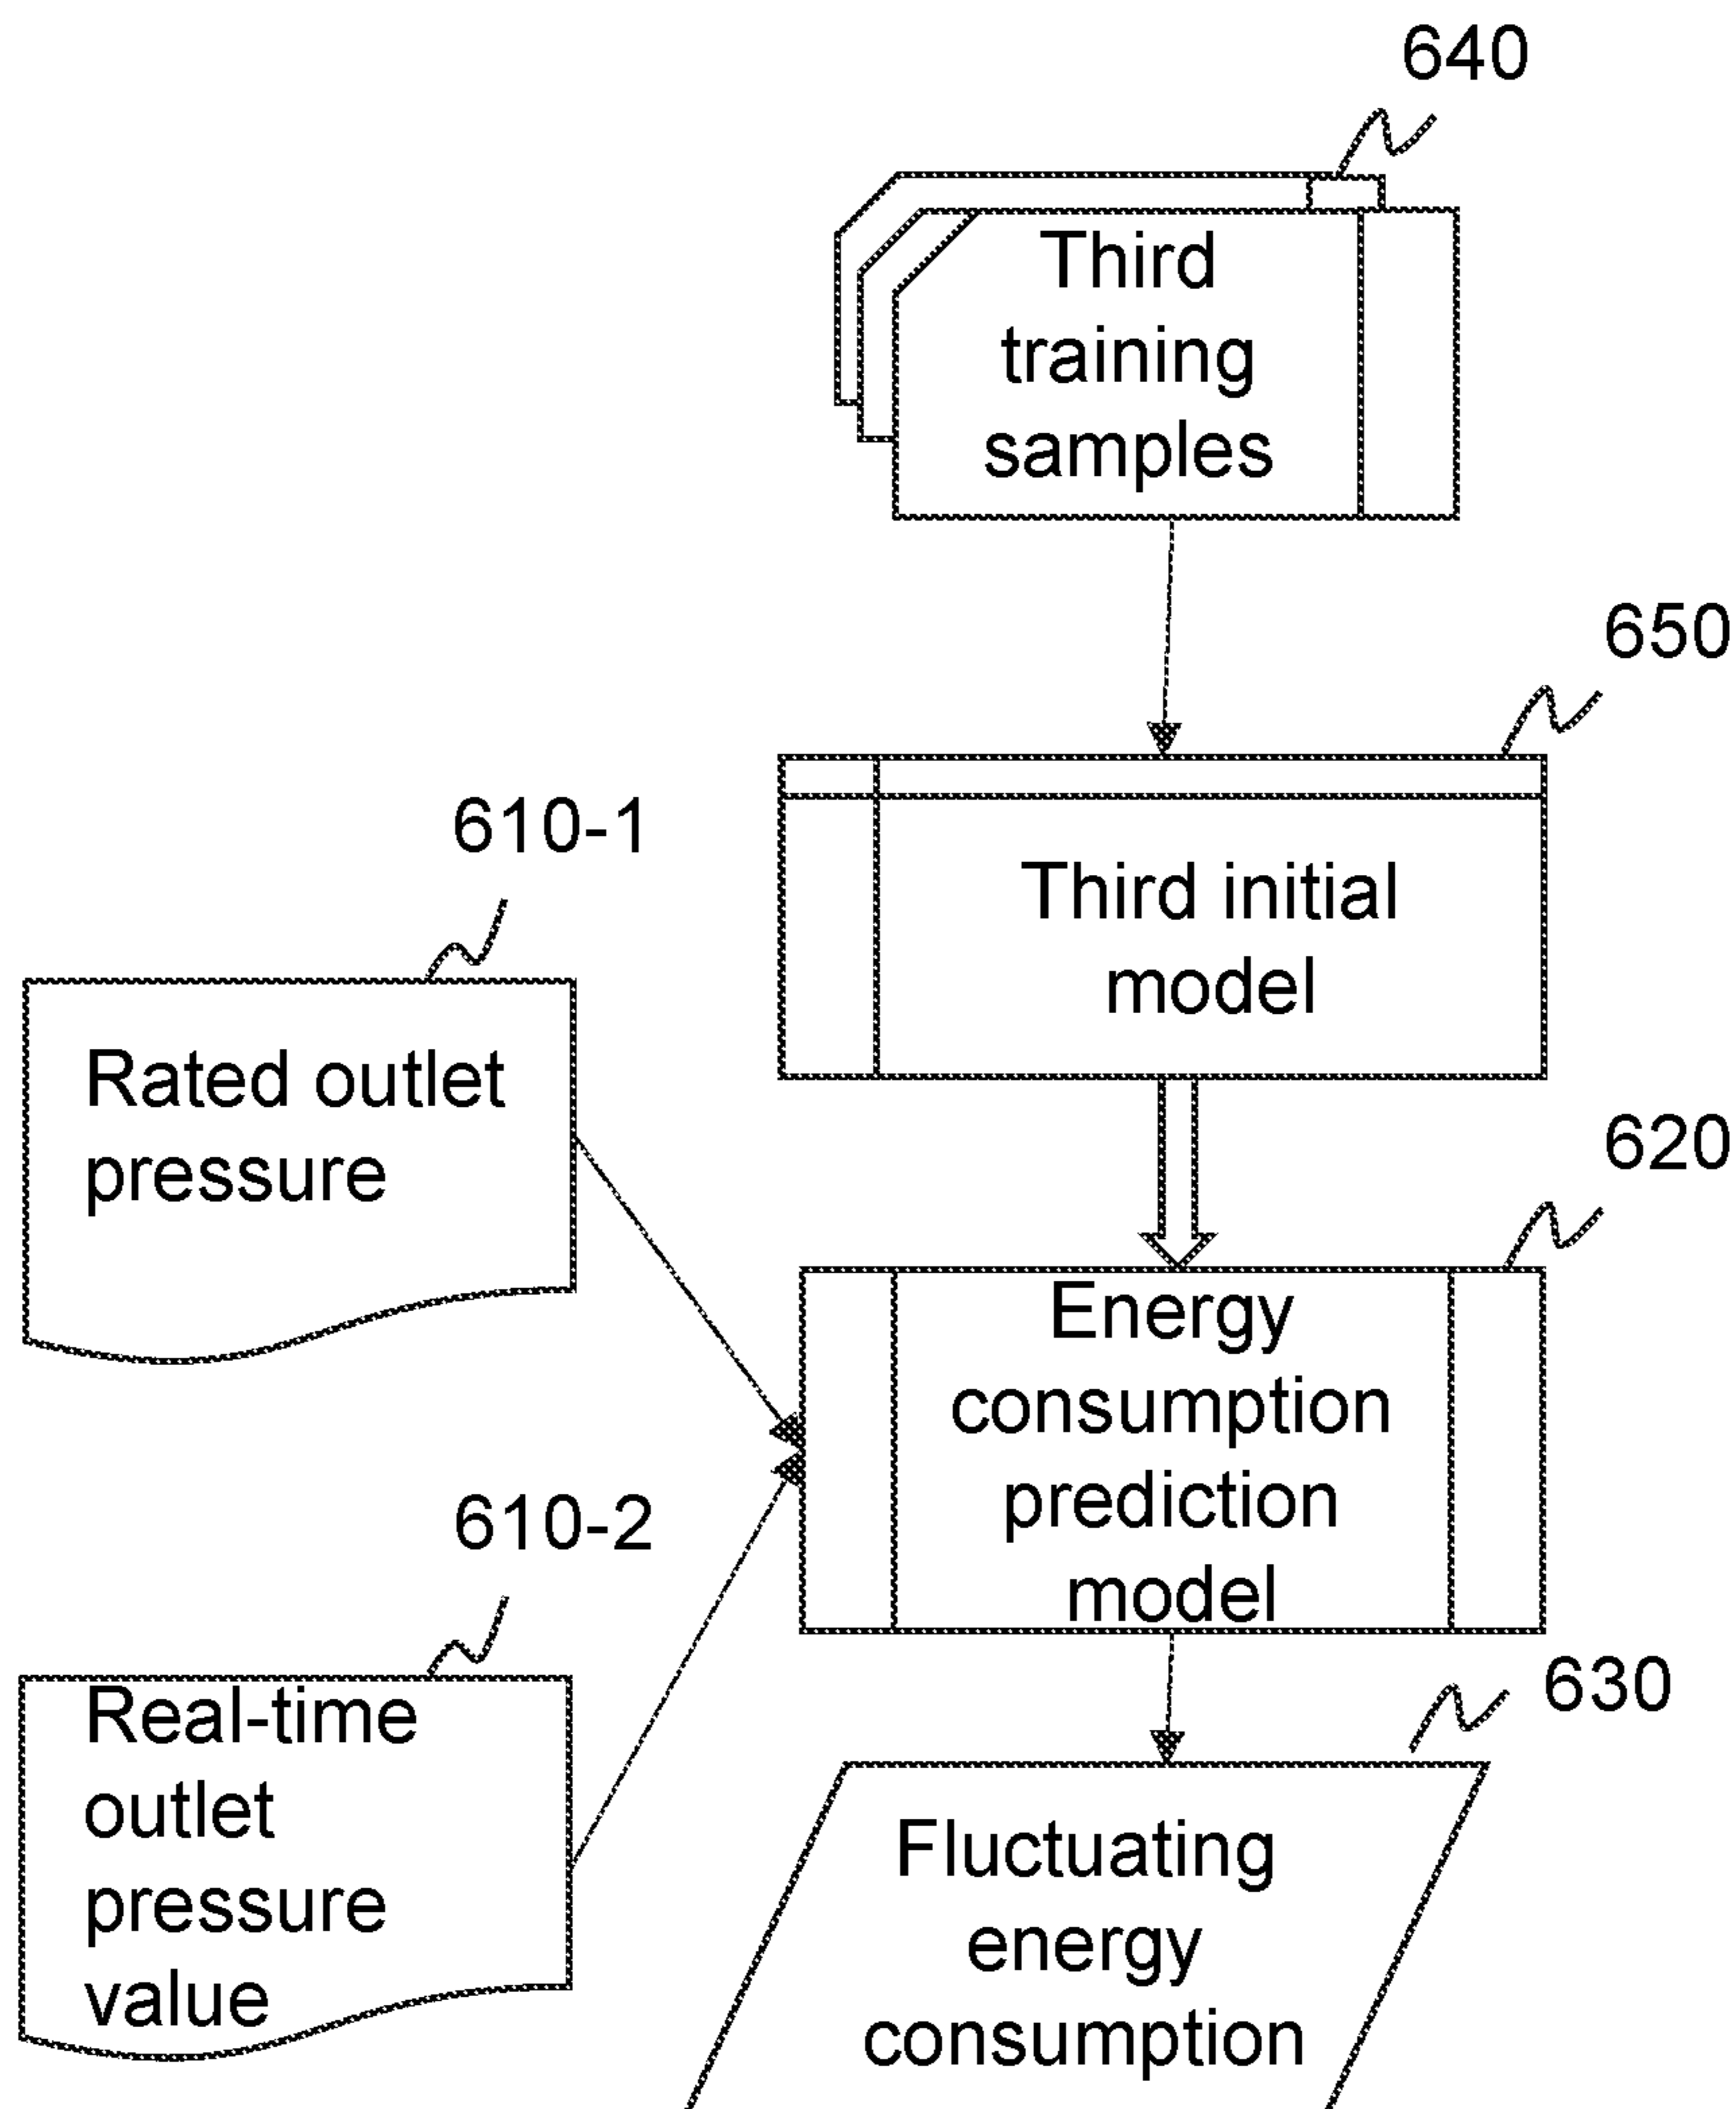 640
Third
training
samples
650
Third initial
model
610-1
Rated outlet
pressure
620
Energy
consumption
prediction
model
610-2
Real-time
outlet
pressure
value
630
Fluctuating
energy
consumption